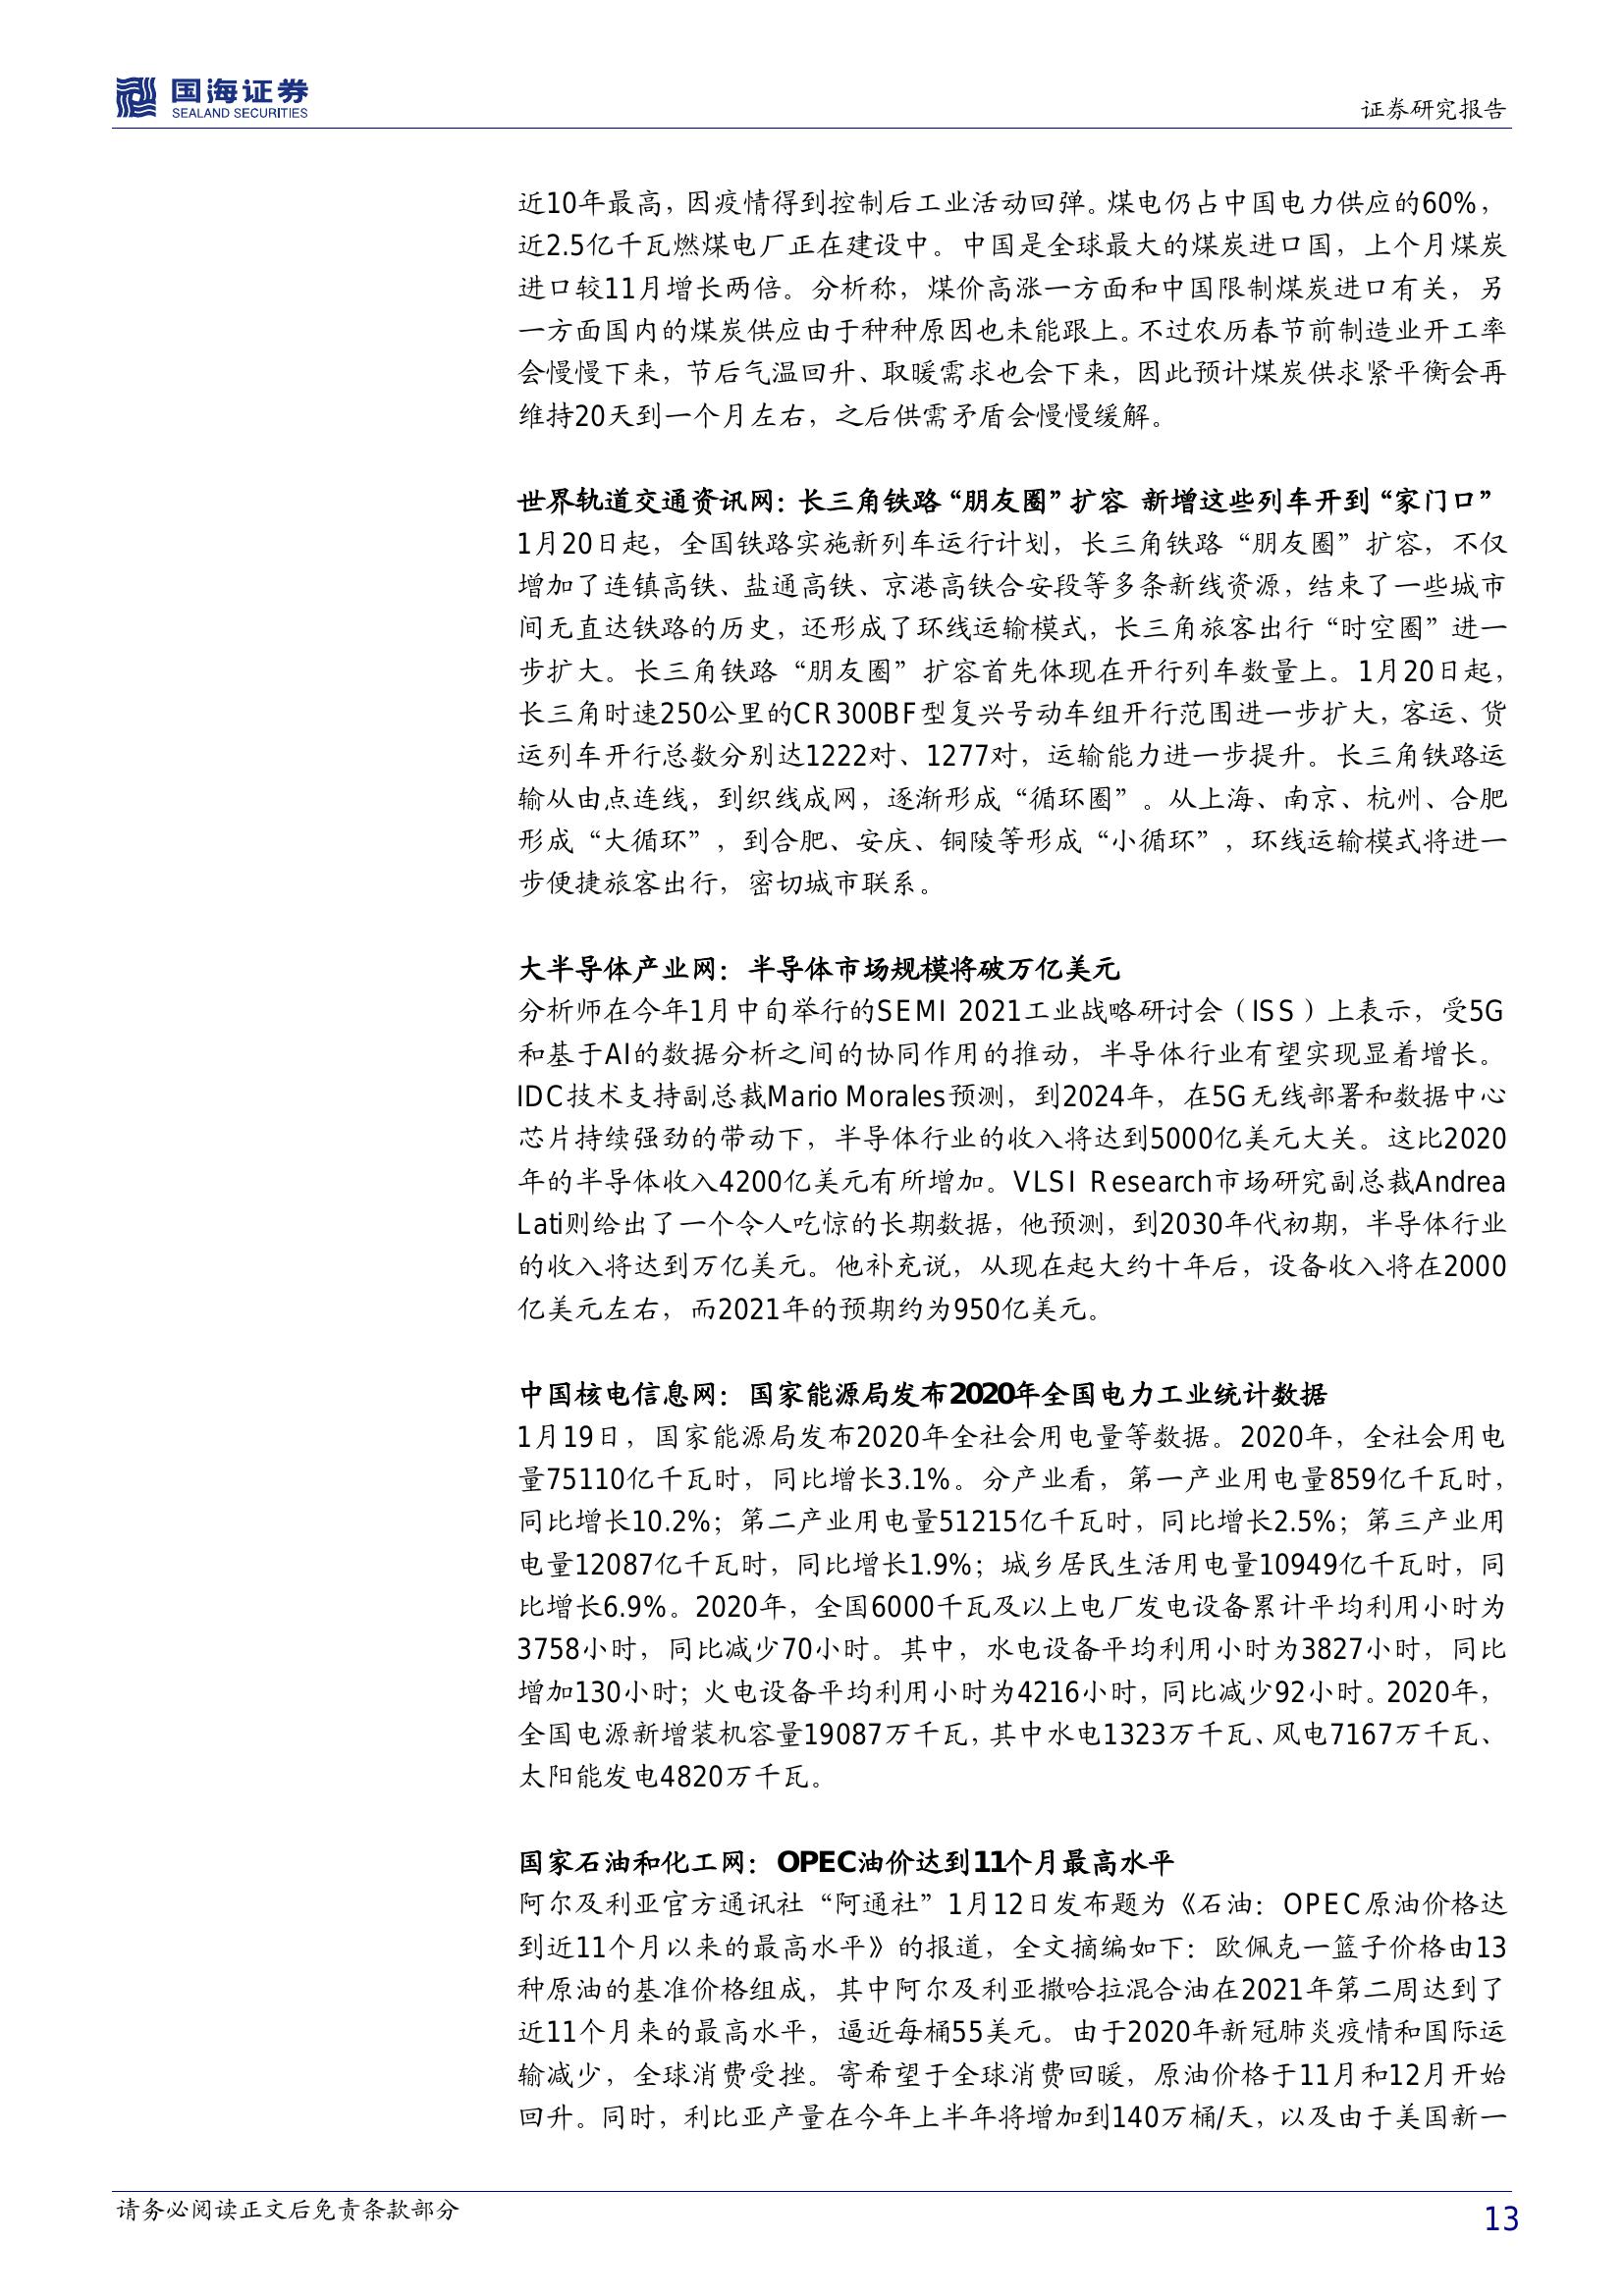 国海证券
SEALAND SECURITIES
证券研究报告
近10年最高，因疫情得到控制后工业活动回弹。煤电仍占中国电力供应的60%，
近2.5亿千瓦燃煤电厂正在建设中。中国是全球最大的煤炭进口国，上个月煤炭
进口较11月增长两倍。分析称，煤价高涨一方面和中国限制煤炭进口有关，另
一方面国内的煤炭供应由于种种原因也未能跟上。不过农历春节前制造业开工率
会慢慢下来，节后气温回升、取暖需求也会下来，因此预计煤炭供求紧平衡会再
维持20天到一个月左右，之后供需矛盾会慢慢缓解。
世界轨道交通资讯网：长三角铁路“朋友圈”扩容 新增这些列车开到“家门口”
1月20日起，全国铁路实施新列车运行计划，长三角铁路“朋友圈”扩容，不仅
增加了连镇高铁、盐通高铁、京港高铁合安段等多条新线资源，结束了一些城市
间无直达铁路的历史，还形成了环线运输模式，长三角旅客出行“时空圈”进一
步扩大。长三角铁路“朋友圈”扩容首先体现在开行列车数量上。1月20日起，
长三角时速250公里的CR300BF型复兴号动车组开行范围进一步扩大，客运、货
运列车开行总数分别达1222对、1277对，运输能力进一步提升。长三角铁路运
输从由点连线，到织线成网，逐渐形成“循环圈”。从上海、南京、杭州、合肥
形成“大循环”，到合肥、安庆、铜陵等形成“小循环”，环线运输模式将进一
步便捷旅客出行，密切城市联系。
大半导体产业网：半导体市场规模将破万亿美元
分析师在今年1月中旬举行的SEMI 2021工业战略研讨会（ISS）上表示，受5G
和基于AI的数据分析之间的协同作用的推动，半导体行业有望实现显着增长。
IDC技术支持副总裁Mario Morales预测，到2024年，在5G无线部署和数据中心
芯片持续强劲的带动下，半导体行业的收入将达到5000亿美元大关。这比2020
年的半导体收入4200亿美元有所增加。VLSI Research市场研究副总裁Andrea
Lati则给出了一个令人吃惊的长期数据，他预测，到2030年代初期，半导体行业
的收入将达到万亿美元。他补充说，从现在起大约十年后，设备收入将在2000
亿美元左右，而2021年的预期约为950亿美元。
中国核电信息网：国家能源局发布2020年全国电力工业统计数据
1月19日，国家能源局发布2020年全社会用电量等数据。2020年，全社会用电
量75110亿千瓦时，同比增长3.1%。分产业看，第一产业用电量859亿千瓦时，
同比增长10.2%；第二产业用电量51215亿千瓦时，同比增长2.5%；第三产业用
电量12087亿千瓦时，同比增长1.9%；城乡居民生活用电量10949亿千瓦时，同
比增长6.9%。2020年，全国6000千瓦及以上电厂发电设备累计平均利用小时为
3758小时，同比减少70小时。其中，水电设备平均利用小时为3827小时，同比
增加130小时；火电设备平均利用小时为4216小时，同比减少92小时。2020年，
全国电源新增装机容量19087万千瓦，其中水电1323万千瓦、风电7167万千瓦、
太阳能发电4820万千瓦。
国家石油和化工网：OPEC油价达到11个月最高水平
阿尔及利亚官方通讯社“阿通社”1月12日发布题为《石油：OPEC原油价格达
到近11个月以来的最高水平》的报道，全文摘编如下：欧佩克一篮子价格由13
种原油的基准价格组成，其中阿尔及利亚撒哈拉混合油在2021年第二周达到了
近11个月来的最高水平，逼近每桶55美元。由于2020年新冠肺炎疫情和国际运
输减少，全球消费受挫。寄希望于全球消费回暖，原油价格于11月和12月开始
回升。同时，利比亚产量在今年上半年将增加到140万桶/天，以及由于美国新一
请务必阅读正文后免责条款部分
13